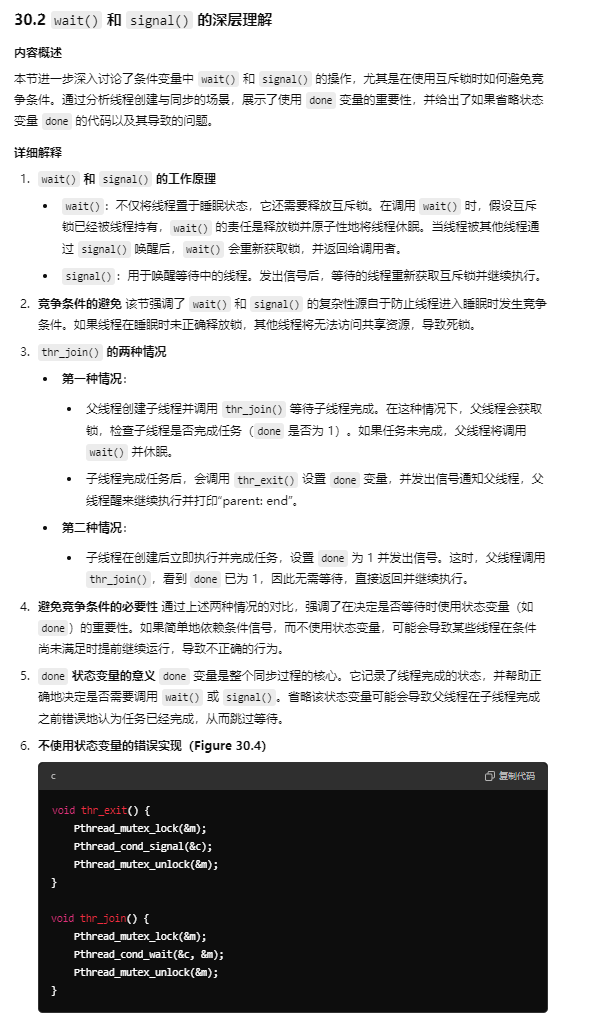 30.2 wait() 和 signal() 的深层理解
内容概述
本节进一步深入讨论了条件变量中 wait() 和 signal() 的操作，尤其是在使用互斥锁时如何避免竞
争条件。通过分析线程创建与同步的场景，展示了使用 done 变量的重要性，并给出了如果省略状态
变量 done 的代码以及其导致的问题。
详细解释
1. wait() 和 signal() 的工作原理
• wait()：不仅将线程置于睡眠状态，它还需要释放互斥锁。在调用 wait() 时，假设互斥
锁已经被线程持有，wait() 的责任是释放锁并原子性地将线程休眠。当线程被其他线程通
过 signal() 唤醒后，wait() 会重新获取锁，并返回给调用者。
• signal()：用于唤醒等待中的线程。发出信号后，等待的线程重新获取互斥锁并继续执行。
2. 竞争条件的避免 该节强调了 wait() 和 signal() 的复杂性源自于防止线程进入睡眠时发生竞争
条件。如果线程在睡眠时未正确释放锁，其他线程将无法访问共享资源，导致死锁。
3. thr_join() 的两种情况
• 第一种情况：
• 父线程创建子线程并调用 thr_join() 等待子线程完成。在这种情况下，父线程会获取
锁，检查子线程是否完成任务（done 是否为 1）。如果任务未完成，父线程将调用
wait() 并休眠。
• 子线程完成任务后，会调用 thr_exit() 设置 done 变量，并发出信号通知父线程，父
线程醒来继续执行并打印“parent: end”。
• 第二种情况：
• 子线程在创建后立即执行并完成任务，设置 done 为 1 并发出信号。这时，父线程调用
thr_join()，看到 done 已为 1，因此无需等待，直接返回并继续执行。
4. 避免竞争条件的必要性 通过上述两种情况的对比，强调了在决定是否等待时使用状态变量（如
done）的重要性。如果简单地依赖条件信号，而不使用状态变量，可能会导致某些线程在条件
尚未满足时提前继续运行，导致不正确的行为。
5. done 状态变量的意义 done 变量是整个同步过程的核心。它记录了线程完成的状态，并帮助正
确地决定是否需要调用 wait() 或 signal()。省略该状态变量可能会导致父线程在子线程完成
之前错误地认为任务已经完成，从而跳过等待。
6. 不使用状态变量的错误实现（Figure 30.4）
c 复制代码
void thr_exit() {
    Pthread_mutex_lock(&m);
    Pthread_cond_signal(&c);
    Pthread_mutex_unlock(&m);
}
void thr_join() {
    Pthread_mutex_lock(&m);
    Pthread_cond_wait(&c, &m);
    Pthread_mutex_unlock(&m);
}